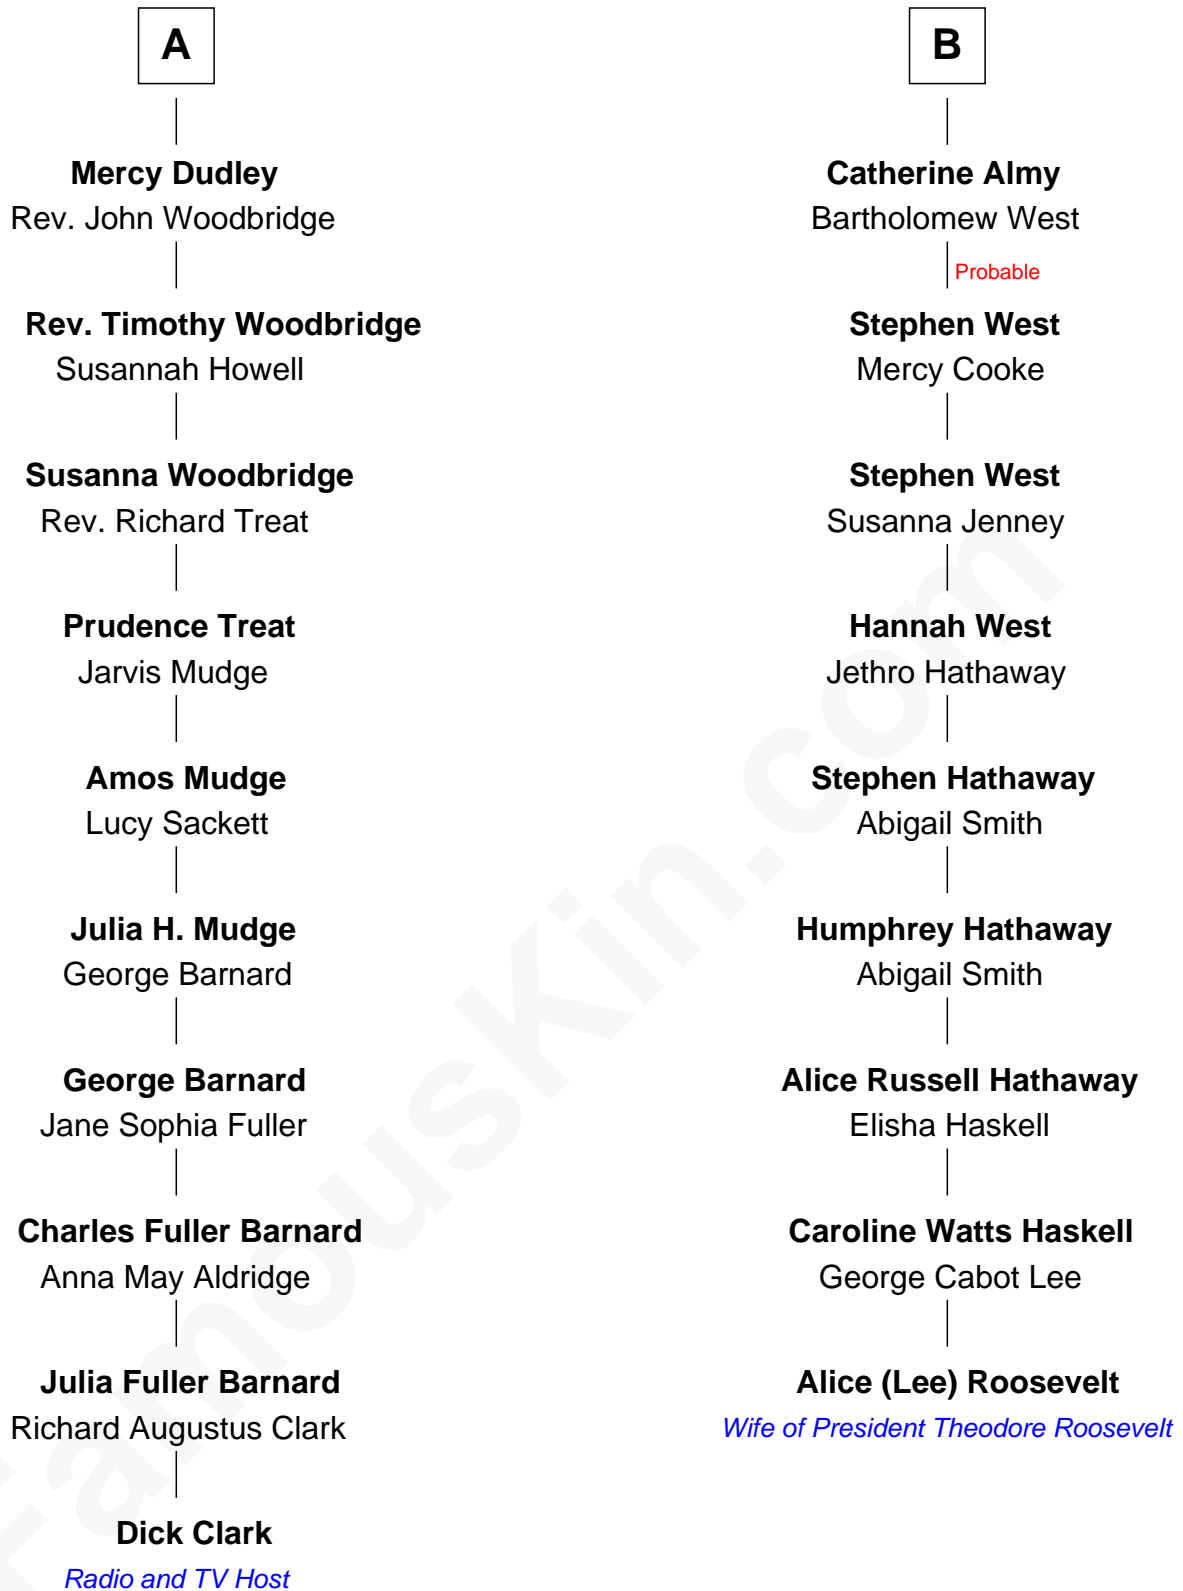 A
Mercy Dudley
Rev. John Woodbridge
Rev. Timothy Woodbridge
Susannah Howell
Susanna Woodbridge
Rev. Richard Treat
Prudence Treat
Jarvis Mudge
Amos Mudge
Lucy Sackett
Julia H. Mudge
George Barnard
George Barnard
Jane Sophia Fuller
Charles Fuller Barnard
Anna May Aldridge
Julia Fuller Barnard
Richard Augustus Clark
Dick Clark
Radio and TV Host
B
Catherine Almy
Bartholomew West
Probable
Stephen West
Mercy Cooke
Stephen West
Susanna Jenney
Hannah West
Jethro Hathaway
Stephen Hathaway
Abigail Smith
Humphrey Hathaway
Abigail Smith
Alice Russell Hathaway
Elisha Haskell
Caroline Watts Haskell
George Cabot Lee
Alice (Lee) Roosevelt
Wife of President Theodore Roosevelt
FamousKin.com